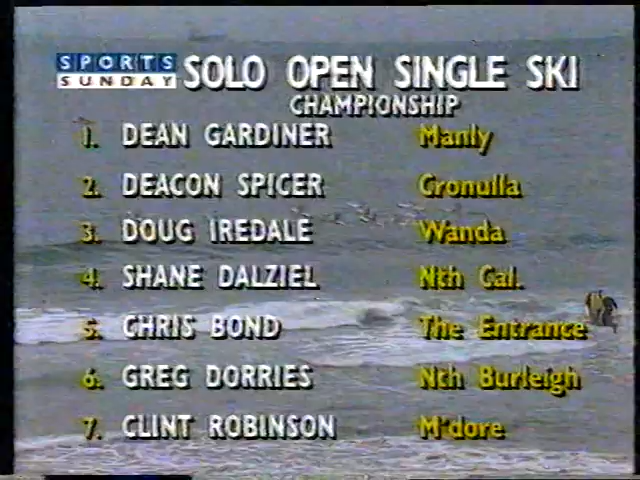 SPORTS
SUNDAY
SOLO OPEN SINGLE SKI
CHAMPIONSHIP
1. DEAN GARDINER Manly
2. DEACON SPICER Cronulla
3. DOUG IREDALE Wanda
4. SHANE DALZIEL Nth Cal.
5. CHRIS BOND The Entrance
6. GREG DORRIES Nth Burleigh
7. CLINT ROBINSON M'dore